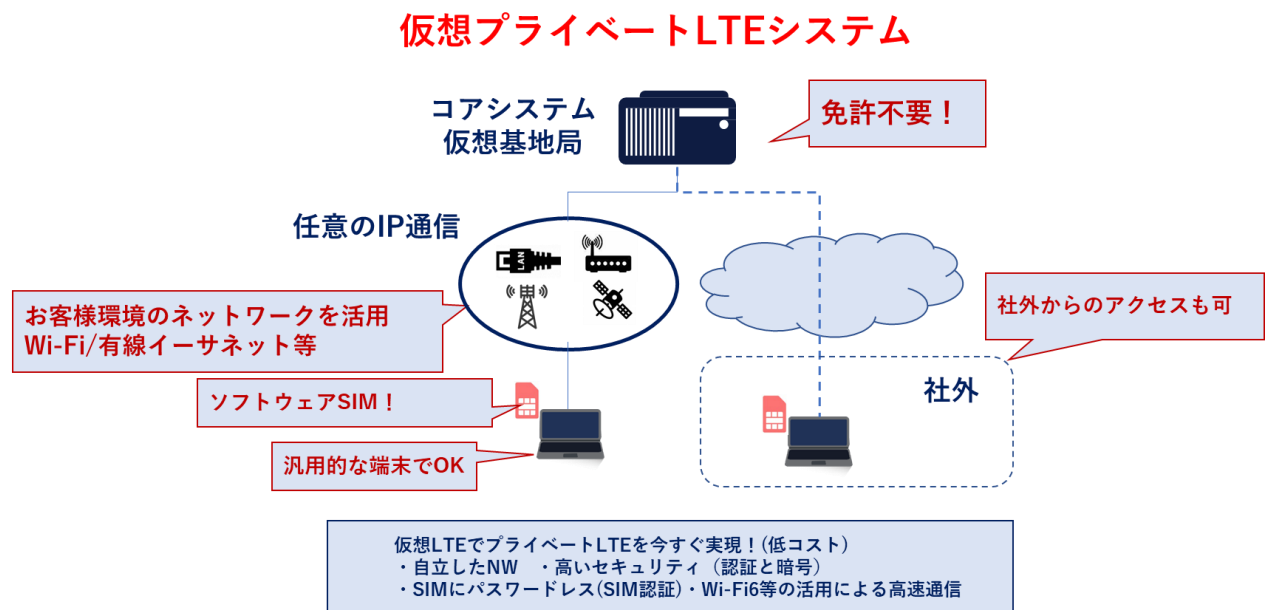 仮想プライベートLTEシステム
コアシステム
仮想基地局
免許不要！
任意のIP通信
LAN
お客様環境のネットワークを活用
Wi-Fi/有線イーサネット等
社外からのアクセスも可
ソフトウェアSIM！
社外
汎用的な端末でOK
仮想LTEでプライベートLTEを今すぐ実現！(低コスト)
・自立したNW　・高いセキュリティ（認証と暗号）
・SIMにパスワードレス(SIM認証)・Wi-Fi6等の活用による高速通信